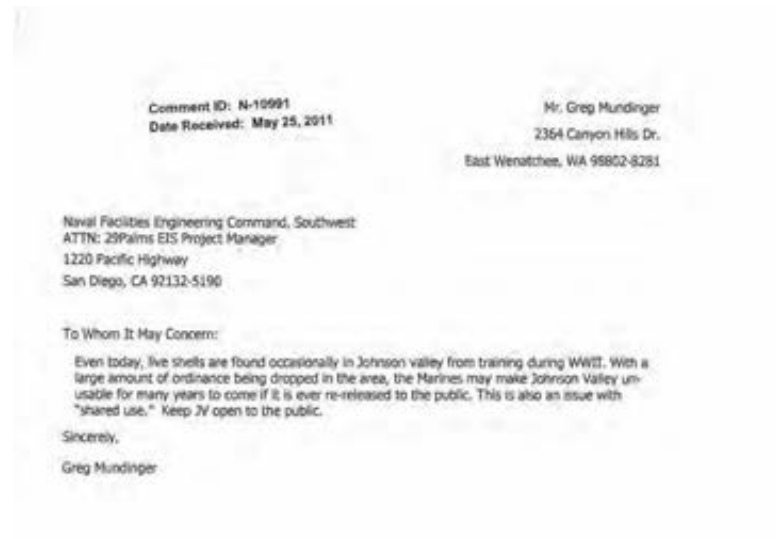 Comment ID: N-10991
Date Received: May 25, 2011
Mr. Greg Mundinger
2364 Canyon Hills Dr.
East Wenatchee, WA 98802-8281
Naval Facilities Engineering Command, Southwest
ATTN: 29Palms EIS Project Manager
1220 Pacific Highway
San Diego, CA 92132-5190
To Whom It May Concern:
Even today, live shells are found occasionally in Johnson valley from training during WWII. With a
large amount of ordinance being dropped in the area, the Marines may make Johnson Valley un-
usable for many years to come if it is ever re-released to the public. This is also an issue with
"shared use." Keep JV open to the public.
Sincerely,
Greg Mundinger